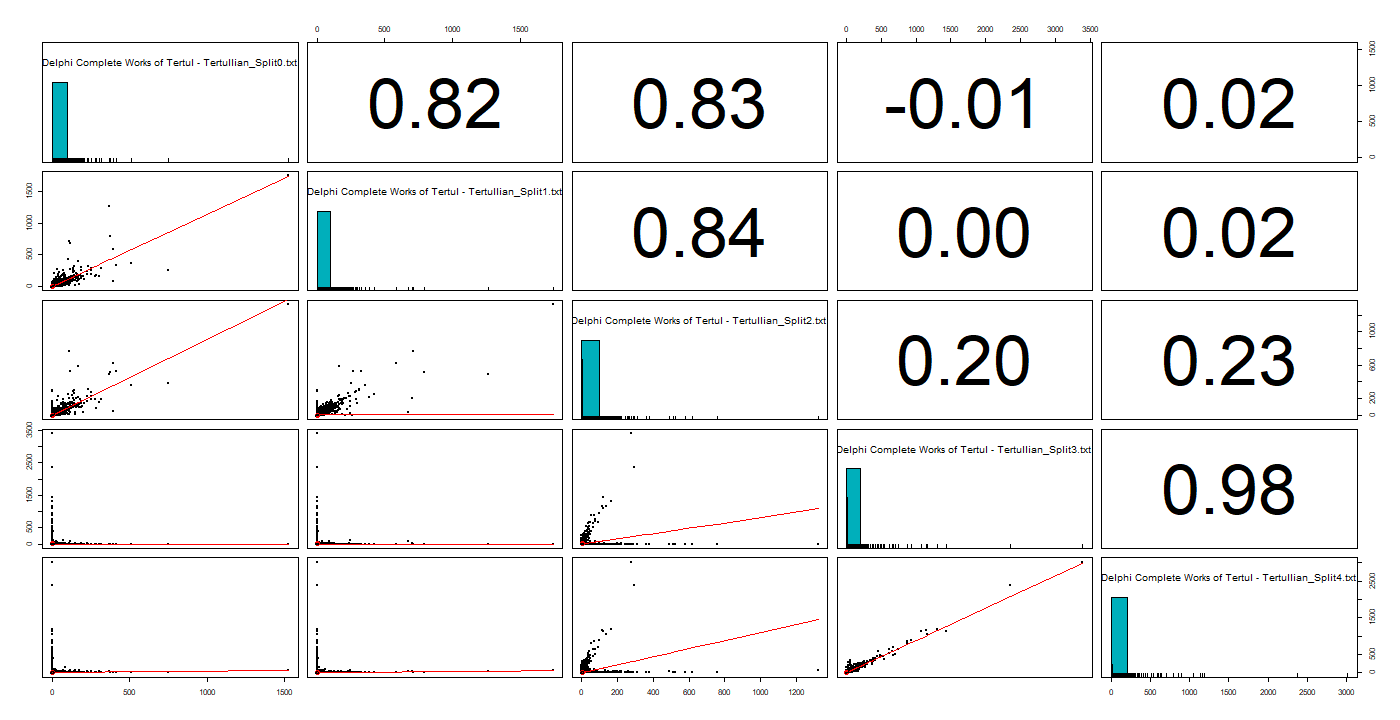 0 500 1000 1500 0 500 1000 1500 2000 2500 3000 3500
Delphi Complete Works of Tertul - Tertullian_Split0.txt
0.82 0.83 -0.01 0.02
0 500 1000 1500
Delphi Complete Works of Tertul - Tertullian_Split1.txt
0.84 0.00 0.02
0 500 1000 1500
Delphi Complete Works of Tertul - Tertullian_Split2.txt
0.20 0.23
0 200 600 1000
Delphi Complete Works of Tertul - Tertullian_Split3.txt
0.98
0 500 1500 2500 3500
Delphi Complete Works of Tertul - Tertullian_Split4.txt
0 500 1500 2500
0 500 1000 1500 0 200 400 600 800 1000 1200 0 500 1000 1500 2000 2500 3000